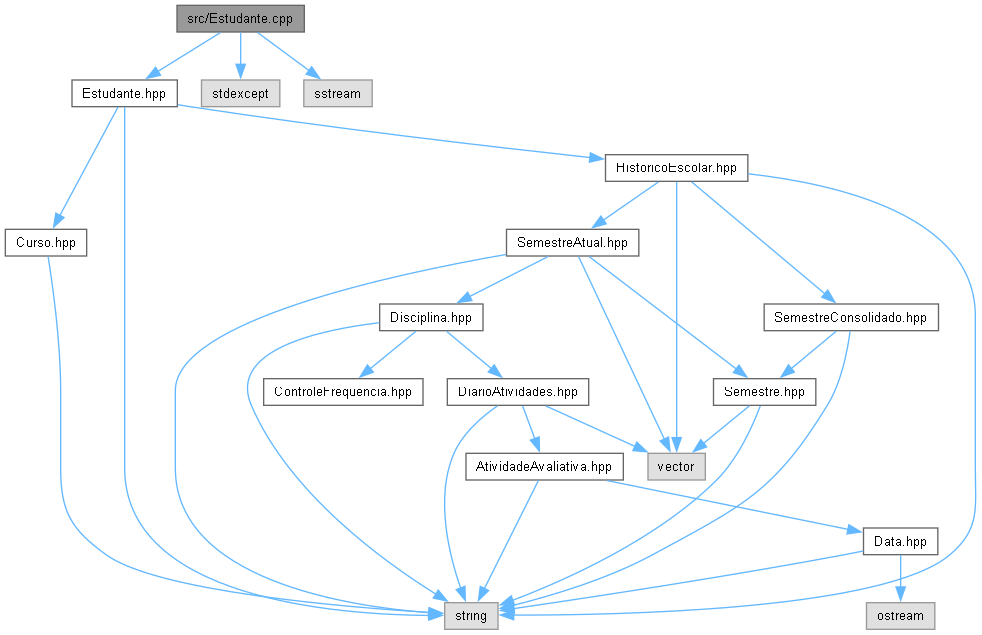 src/Estudante.cpp
Estudante.hpp
stdexcept
sstream
HistoricoEscolar.hpp
Curso.hpp
SemestreAtual.hpp
Disciplina.hpp
SemestreConsolidado.hpp
ControleFrequencia.hpp
DiarioAtividades.hpp
Semestre.hpp
AtividadeAvaliativa.hpp
vector
Data.hpp
string
ostream